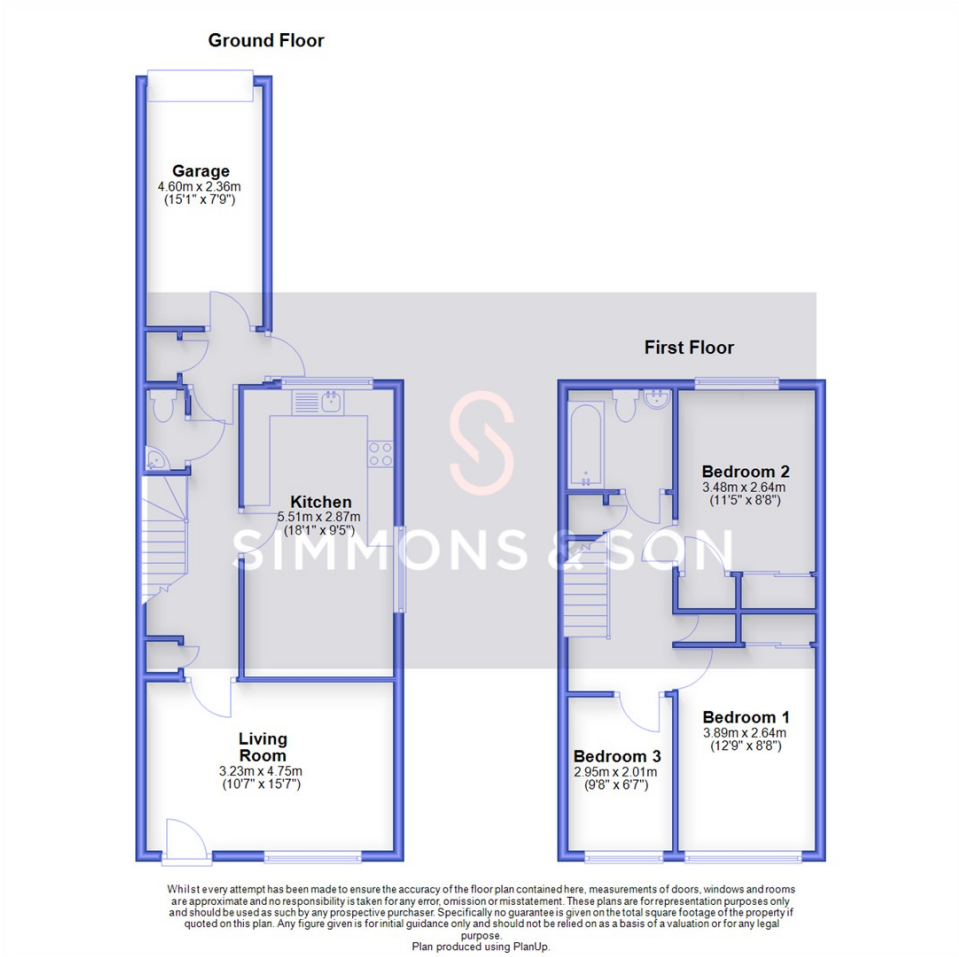 Ground Floor
Garage
4.60m x 2.36m
(15'1" x 7'9")
First Floor
Kitchen
5.51m x 2.87m
(18'1" x 9'5")
Bedroom 2
3.48m x 2.64m
(11'5" x 8'8")
SIMMONS & SON
Living
Room
3.23m x 4.75m
(10'7" x 15'7")
Bedroom 3
2.95m x 2.01m
(9'8" x 6'7")
Bedroom 1
3.89m x 2.64m
(12'9" x 8'8")
Whilst every attempt has been made to ensure the accuracy of the floor plan contained here, measurements of doors, windows and rooms
are approximate and no responsibility is taken for any error, omission or misstatement. These plans are for representation purposes only
and should be used as such by any prospective purchaser. Specifically no guarantee is given on the total square footage of the property if
quoted on this plan. Any figure given is for initial guidance only and should not be relied on as a basis of a valuation or for any legal
purpose.
Plan produced using PlanUp.